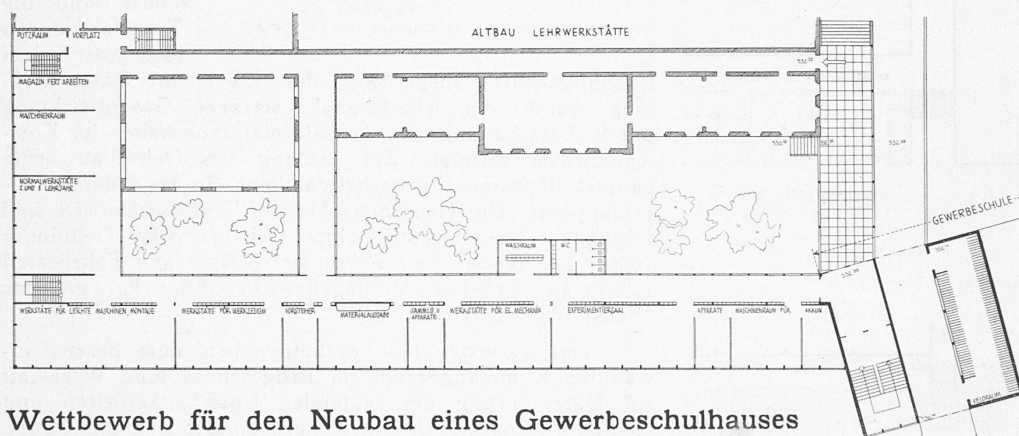 PUTZRAUM VORPLATZ
ALTBAU LEHRWERKSTÄTTE
MAGAZIN FERT. ARBEITEN
MASCHINENRAUM
NORMALWERKSTÄTTE
2. UND 3. LEHRJAHR
GEWERBESCHULE
WASCHRAUM W.C.
WERKSTÄTTE FÜR LEICHTE MASCHINEN MONTAGE
WERKSTÄTTE FÜR WERKZEUGM.
VORSTEHER
MATERIALAUSGABE
SAMMLG U
APPARATE
WERKSTÄTTE FÜR EL. MECHANIK
EXPERIMENTIERSAAL
APPARATE MASCHINENRAUM FÜR AKKUM
VELORAUM
Wettbewerb für den Neubau eines Gewerbeschulhauses